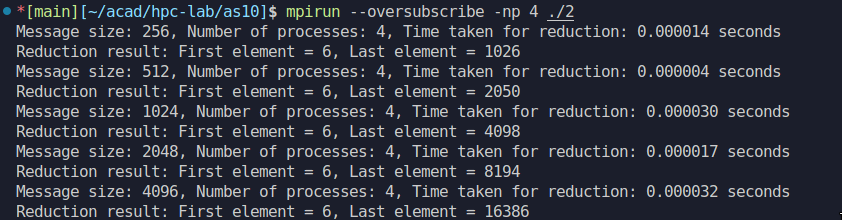 *[main][~/acad/hpc-lab/as10]$ mpirun --oversubscribe -np 4 ./2
Message size: 256, Number of processes: 4, Time taken for reduction: 0.000014 seconds
Reduction result: First element = 6, Last element = 1026
Message size: 512, Number of processes: 4, Time taken for reduction: 0.000004 seconds
Reduction result: First element = 6, Last element = 2050
Message size: 1024, Number of processes: 4, Time taken for reduction: 0.000030 seconds
Reduction result: First element = 6, Last element = 4098
Message size: 2048, Number of processes: 4, Time taken for reduction: 0.000017 seconds
Reduction result: First element = 6, Last element = 8194
Message size: 4096, Number of processes: 4, Time taken for reduction: 0.000032 seconds
Reduction result: First element = 6, Last element = 16386